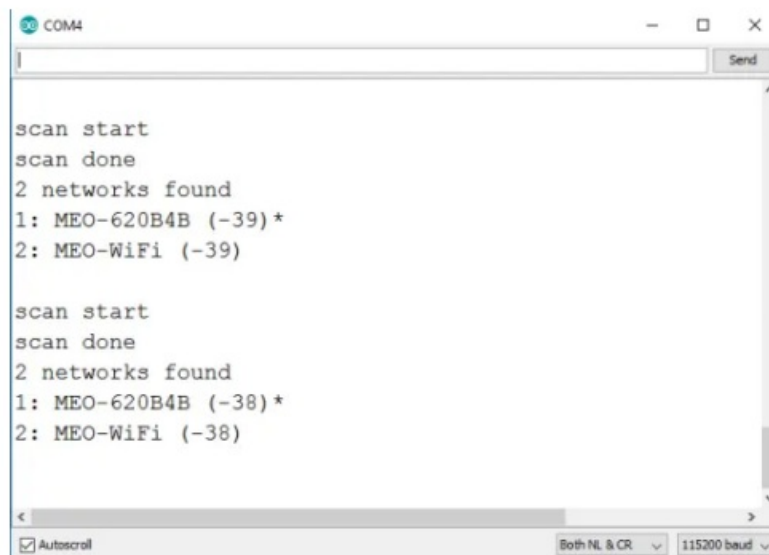 COM4
Send
scan start
scan done
2 networks found
1: MEO-620B4B (-39)*
2: MEO-WiFi (-39)
scan start
scan done
2 networks found
1: MEO-620B4B (-38)*
2: MEO-WiFi (-38)
Autoscroll
Both NL & CR
115200 baud